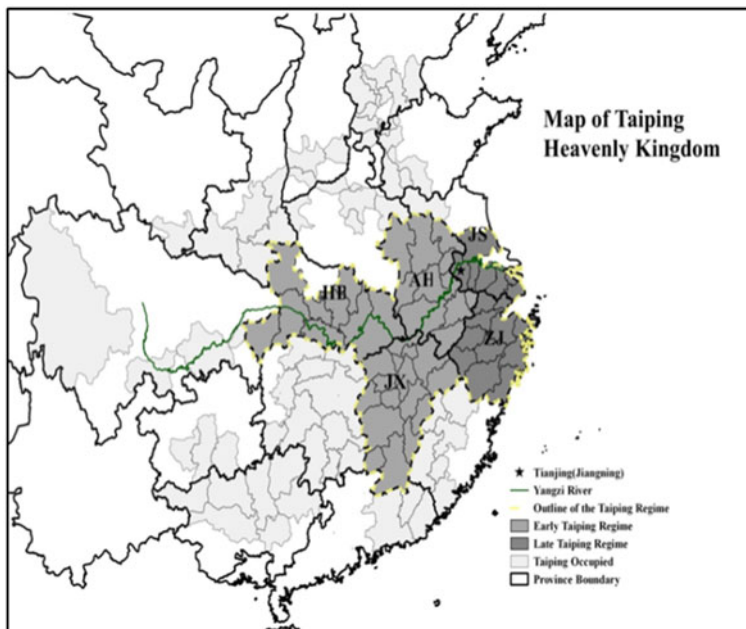 Map of Taiping
Heavenly Kingdom
JS
HB
AH
ZJ
JX
Tianjing(Jiangning)
Yangzi River
Outline of the Taiping Regime
Early Taiping Regime
Late Taiping Regime
Taiping Occupied
Province Boundary